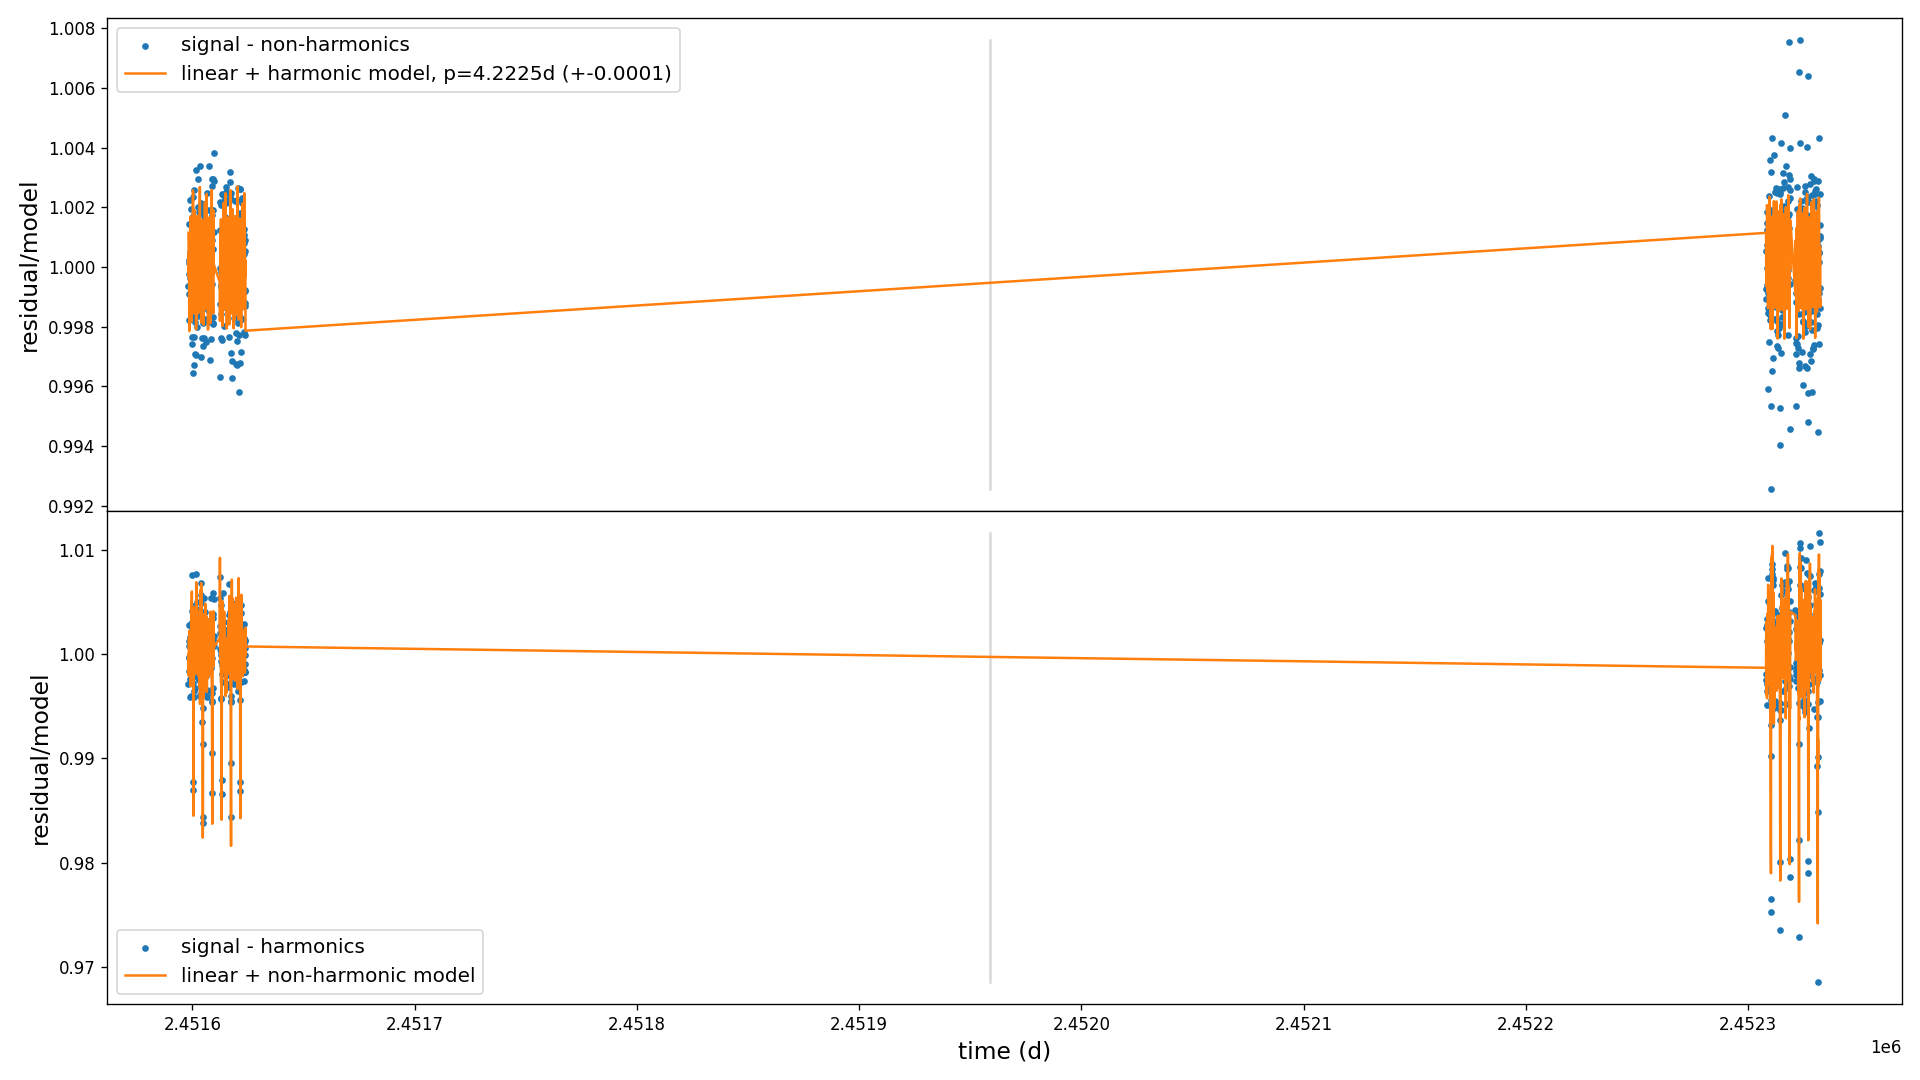 1.008
signal - non-harmonics
linear + harmonic model, p=4.2225d (+-0.0001)
1.006
1.004
1.002
1.000
0.998
0.996
0.994
0.992
residual/model
1.01
1.00
0.99
0.98
0.97
residual/model
signal - harmonics
linear + non-harmonic model
2.4516 2.4517 2.4518 2.4519 2.4520 2.4521 2.4522 2.4523
time (d)
1e6